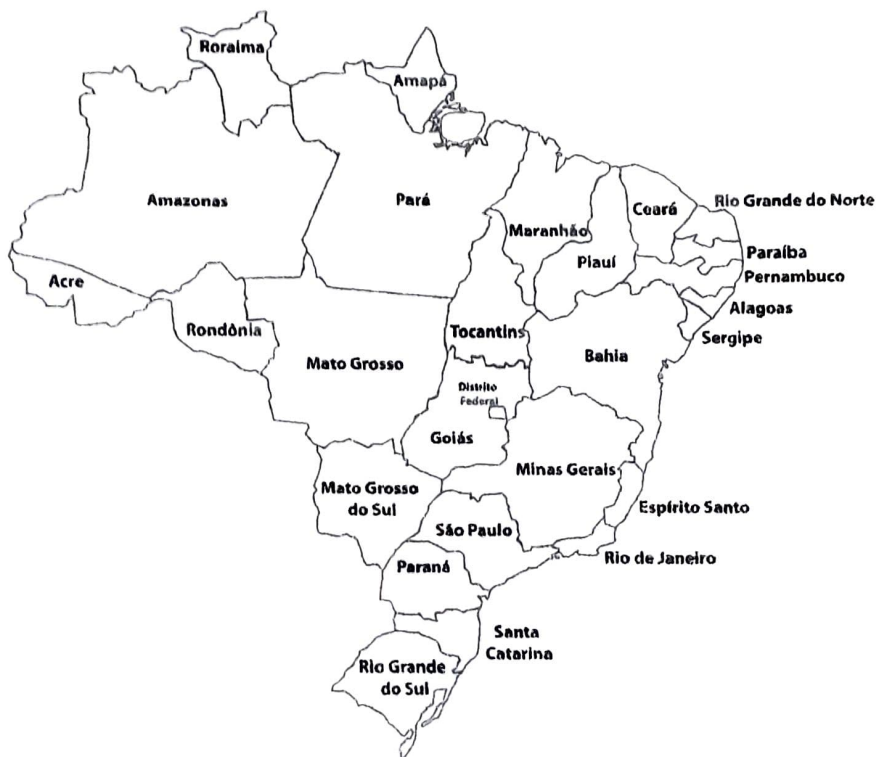 Roraima
Amapá
Amazonas
Pará
Rio Grande do Norte
Ceará
Maranhão
Paraíba
Piauí
Pernambuco
Acre
Alagoas
Rondônia
Tocantins
Sergipe
Bahia
Mato Grosso
Distrito
Federal
Goiás
Minas Gerais
Mato Grosso
do Sul
Espírito Santo
São Paulo
Rio de Janeiro
Paraná
Santa
Catarina
Rio Grande
do Sul